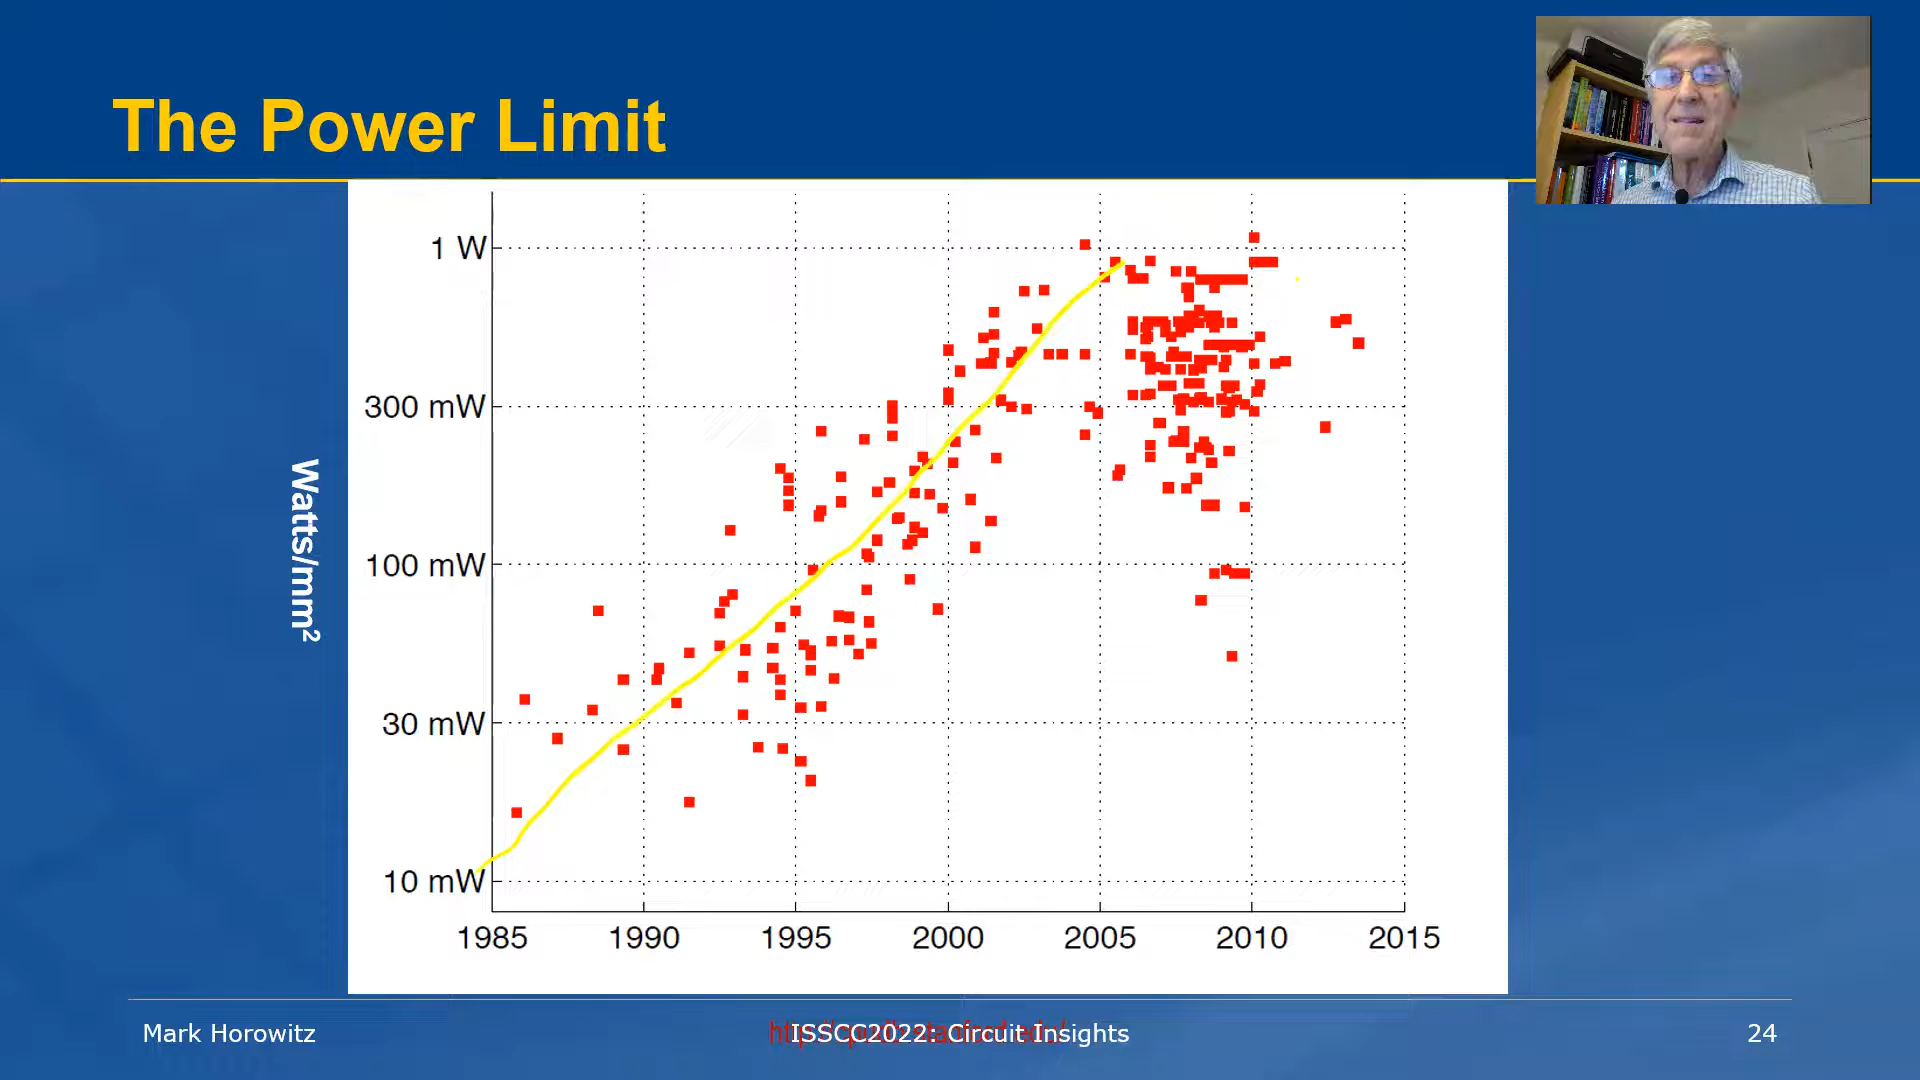 The Power Limit
1 W
300 mW
100 mW
30 mW
10 mW
Watts/mm²
1985 1990 1995 2000 2005 2010 2015
Mark Horowitz
ISSCC2022: Circuit Insights
24